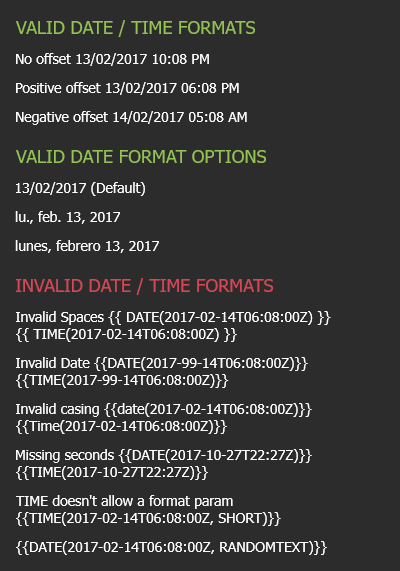 VALID DATE / TIME FORMATS
No offset 13/02/2017 10:08 PM
Positive offset 13/02/2017 06:08 PM
Negative offset 14/02/2017 05:08 AM
VALID DATE FORMAT OPTIONS
13/02/2017 (Default)
lu., feb. 13, 2017
lunes, febrero 13, 2017
INVALID DATE / TIME FORMATS
Invalid Spaces {{ DATE(2017-02-14T06:08:00Z) }}
{{ TIME(2017-02-14T06:08:00Z) }}
Invalid Date {{DATE(2017-99-14T06:08:00Z)}}
{{TIME(2017-99-14T06:08:00Z)}}
Invalid casing {{date(2017-02-14T06:08:00Z)}}
{{Time(2017-02-14T06:08:00Z)}}
Missing seconds {{DATE(2017-10-27T22:27Z)}}
{{TIME(2017-10-27T22:27Z)}}
TIME doesn't allow a format param
{{TIME(2017-02-14T06:08:00Z, SHORT)}}
{{DATE(2017-02-14T06:08:00Z, RANDOMTEXT)}}